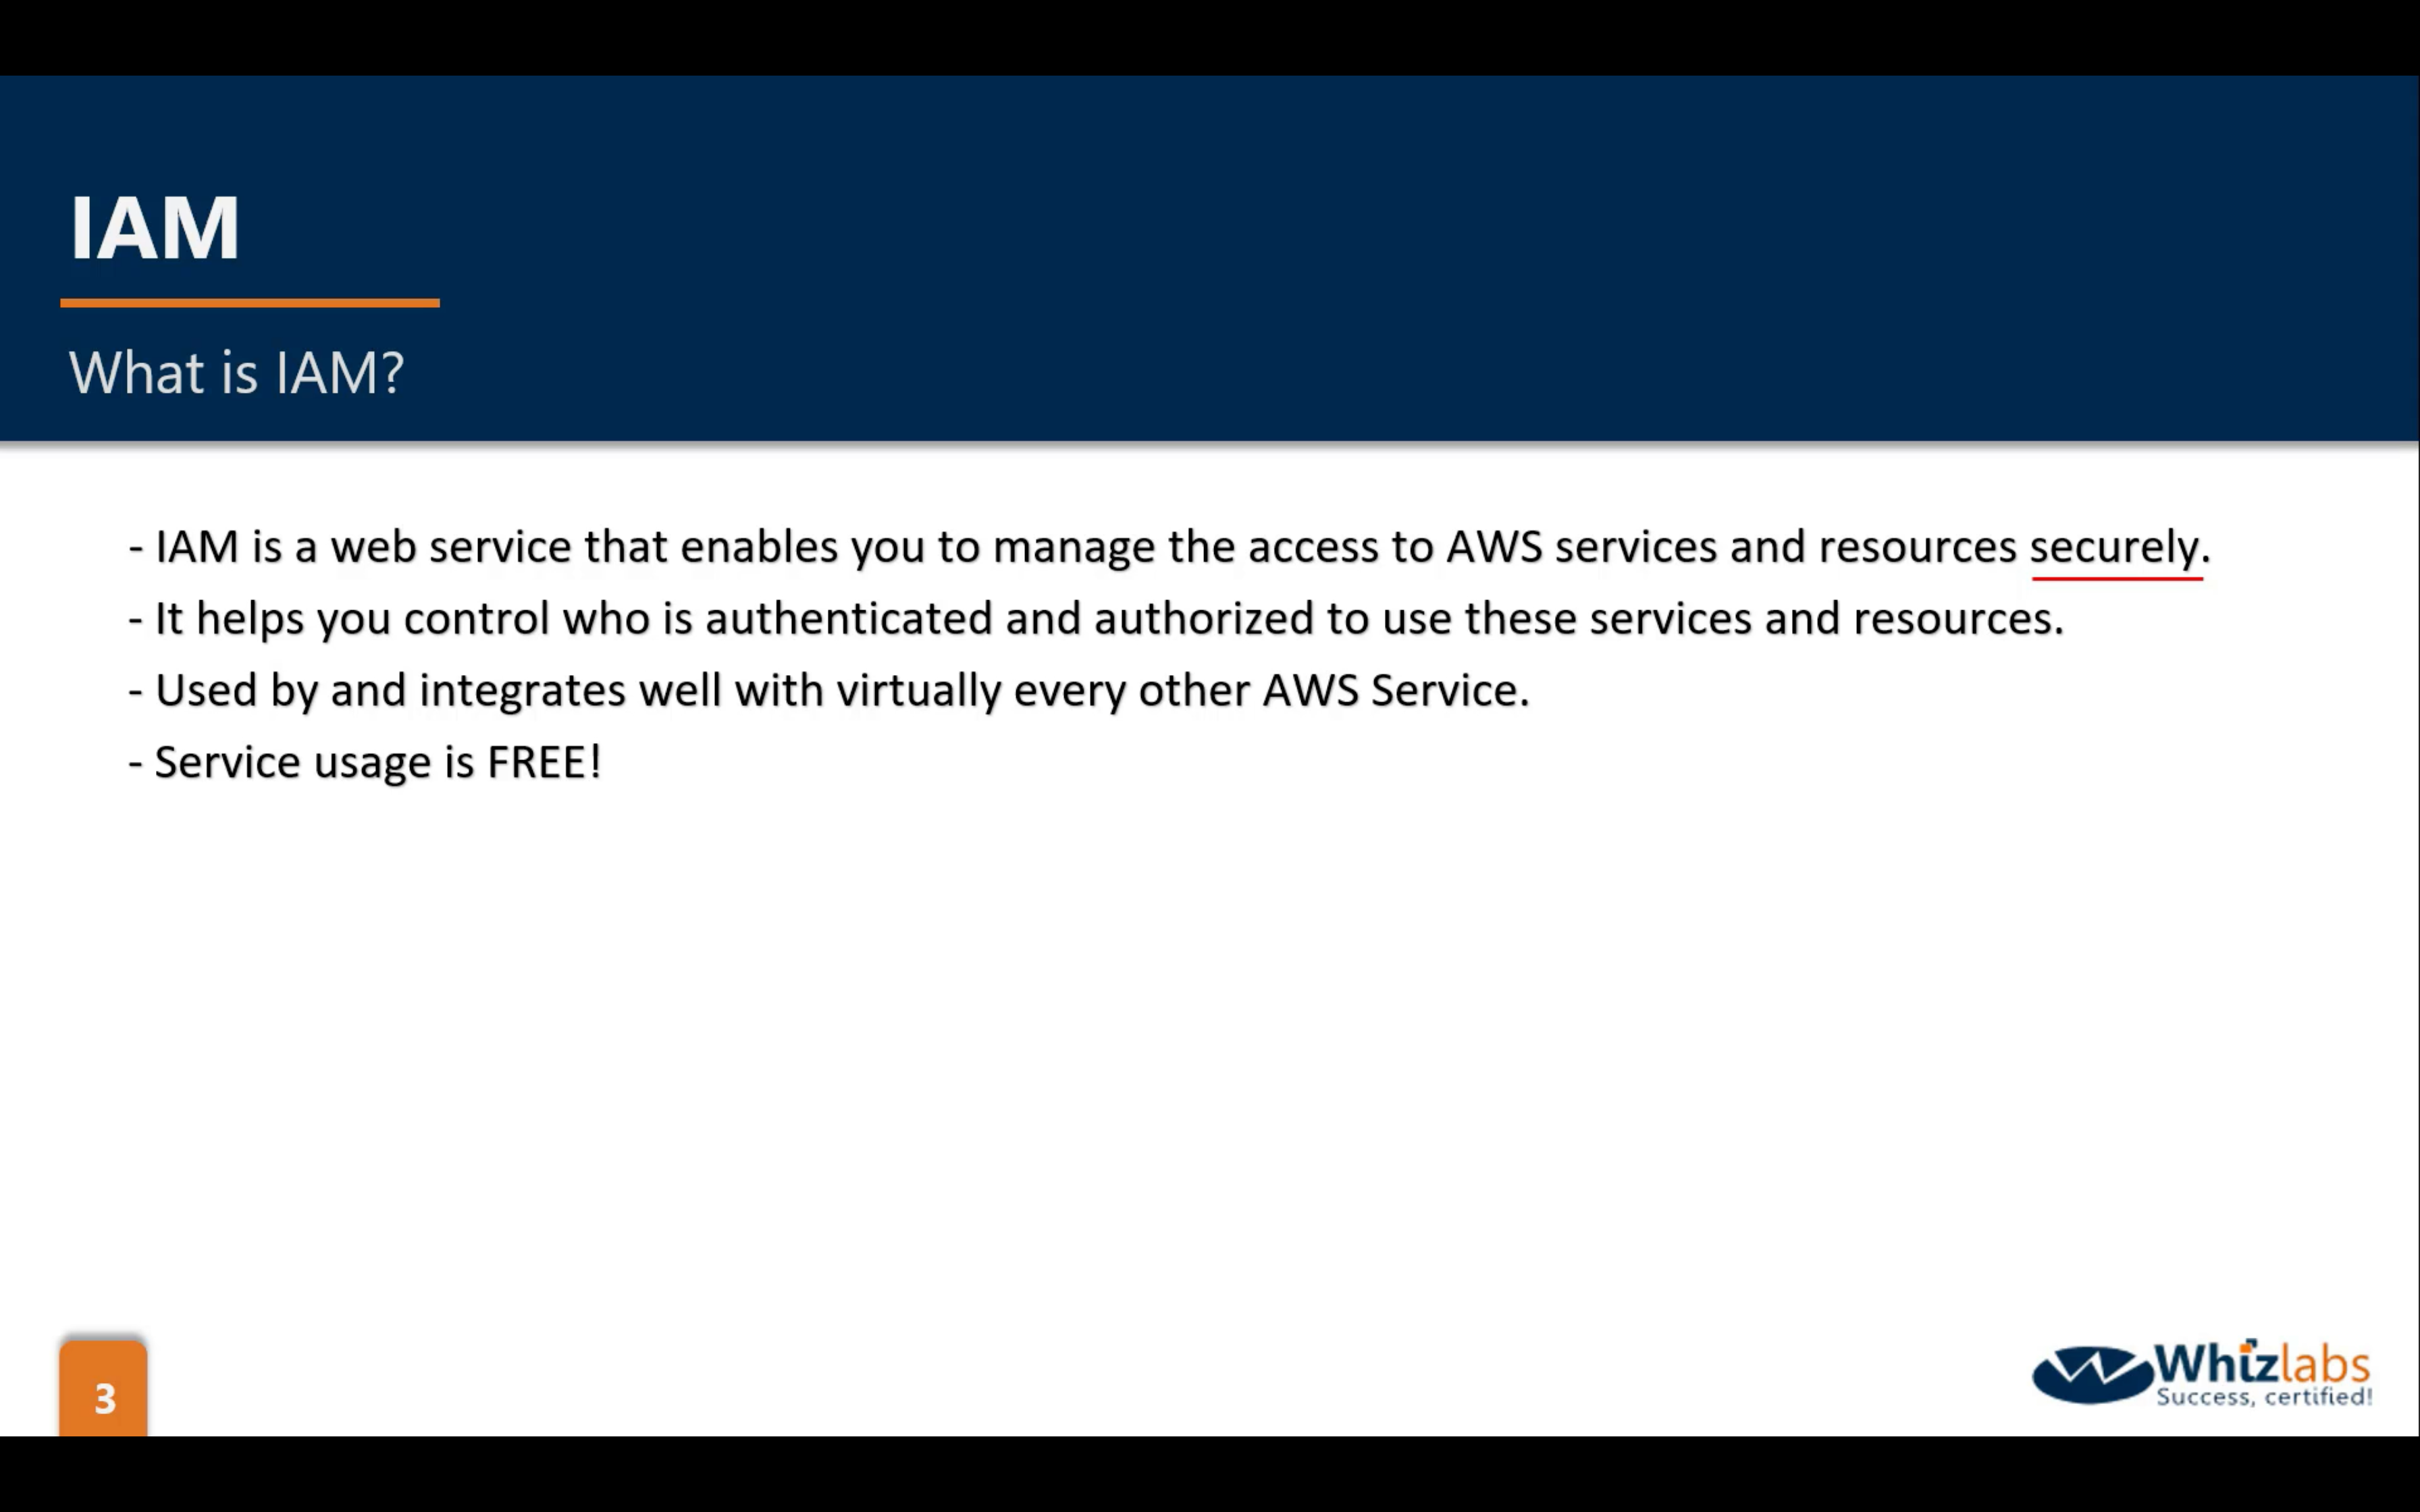 IAM
What is IAM?
- IAM is a web service that enables you to manage the access to AWS services and resources securely.
- It helps you control who is authenticated and authorized to use these services and resources.
- Used by and integrates well with virtually every other AWS Service.
- Service usage is FREE!
3
Whizlabs
Success, certified!